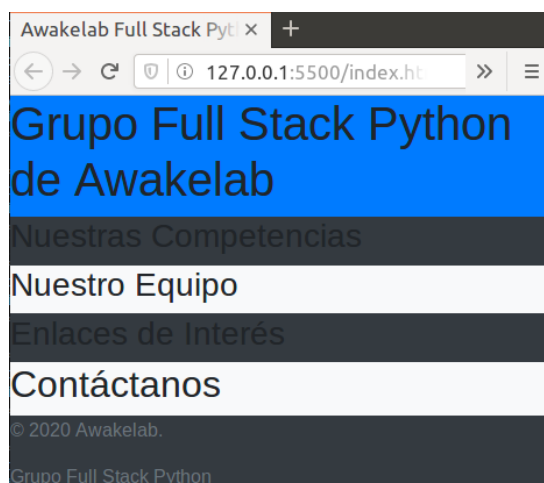 Awakelab Full Stack Pyt
127.0.0.1:5500/index.ht
Grupo Full Stack Python
de Awakelab
Nuestras Competencias
Nuestro Equipo
Enlaces de Interés
Contáctanos
© 2020 Awakelab.
Grupo Full Stack Python